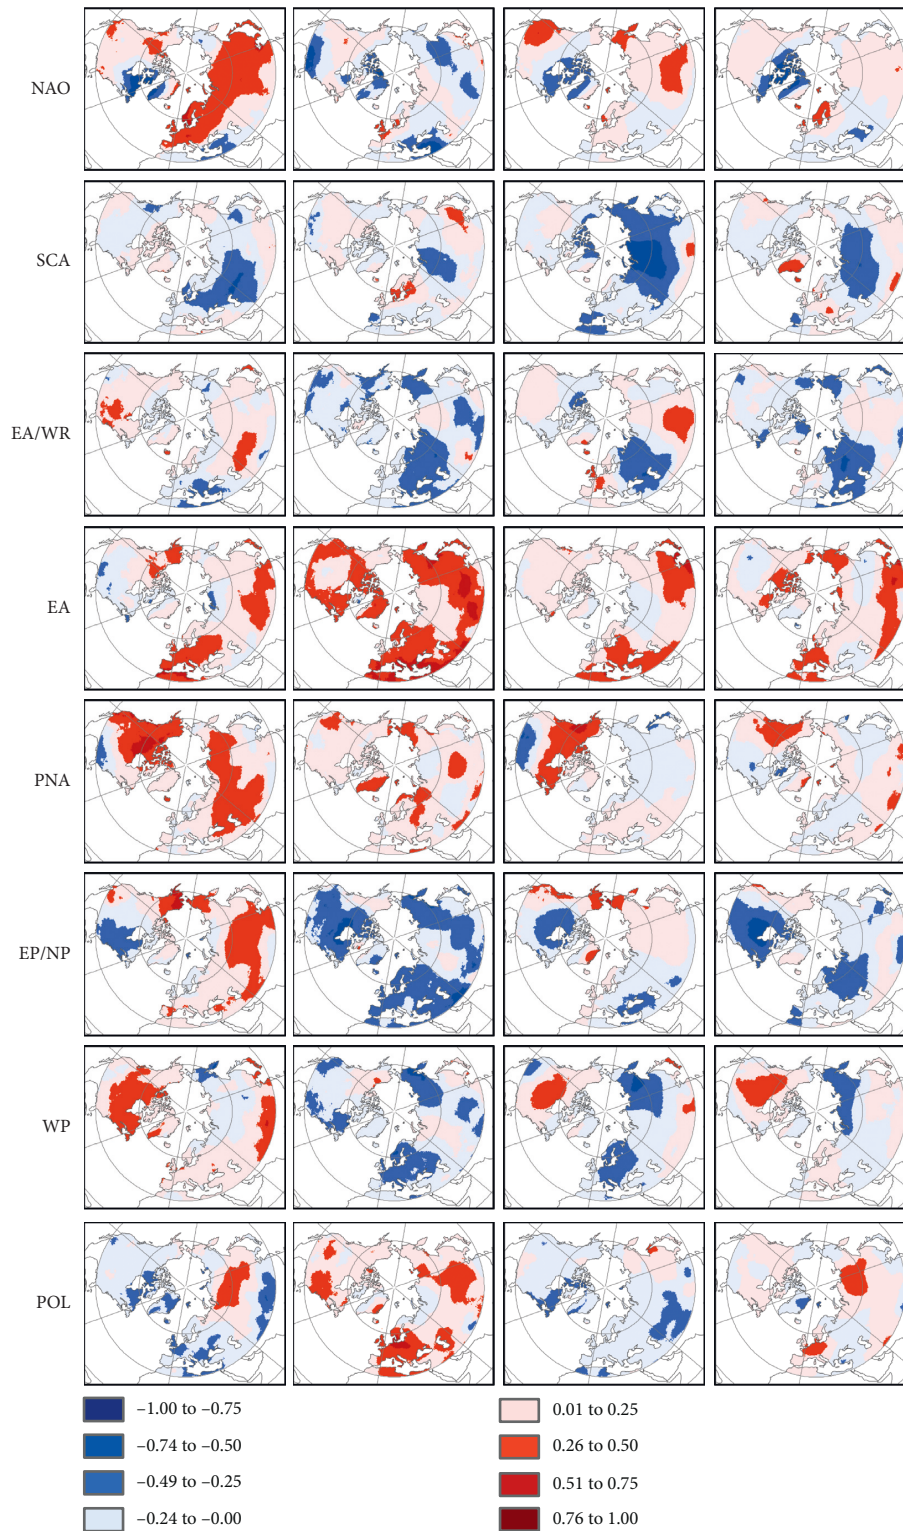 NAO
SCA
EA/WR
EA
PNA
EP/NP
WP
POL
–1.00 to –0.75
–0.74 to –0.50
–0.49 to –0.25
–0.24 to –0.00
0.01 to 0.25
0.26 to 0.50
0.51 to 0.75
0.76 to 1.00